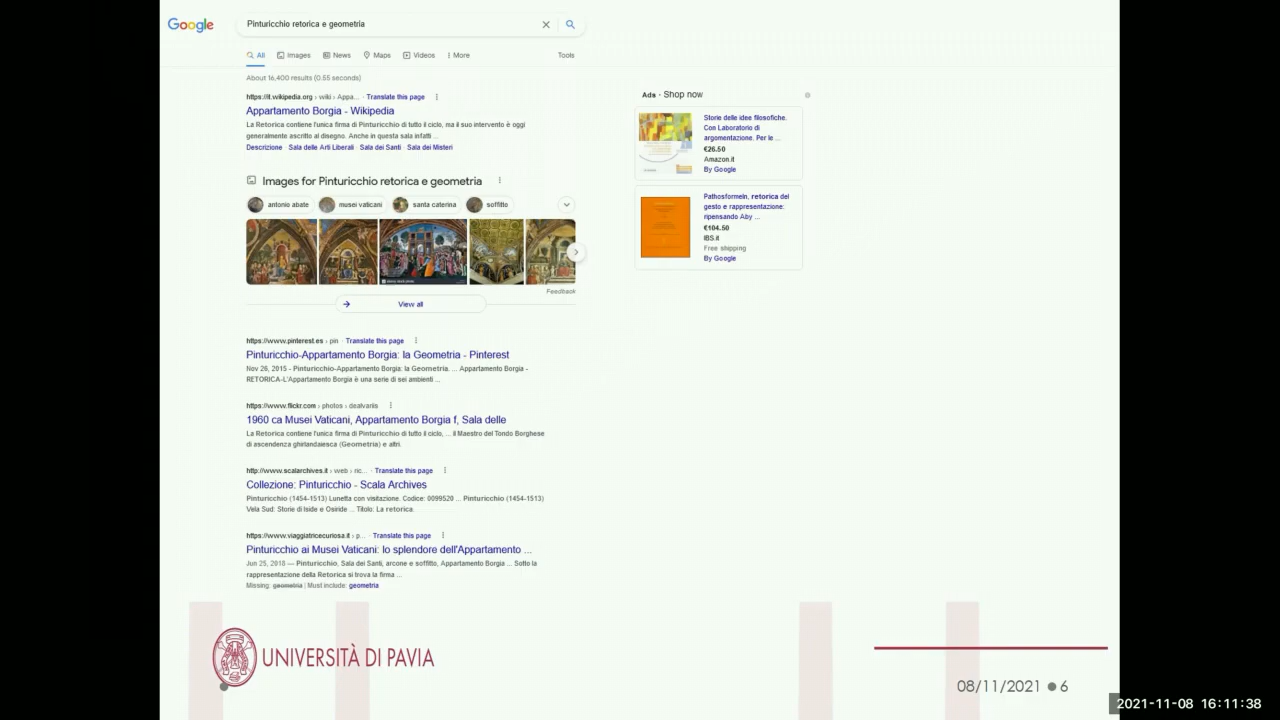 Google
Pinturicchio retorica e geometria
All Images News Maps Videos More Tools
About 16,400 results (0.55 seconds)
https://it.wikipedia.org › wiki › Appa... · Translate this page
Appartamento Borgia - Wikipedia
La Retorica contiene l'unica firma di Pinturicchio di tutto il ciclo, ma il suo intervento è oggi
generalmente ascritto al disegno. Anche in questa sala infatti ...
Descrizione · Sala delle Arti Liberali · Sala dei Santi · Sala dei Misteri
Images for Pinturicchio retorica e geometria
antonio abate musei vaticani santa caterina soffitto
Feedback
View all
https://www.pinterest.es › pin · Translate this page
Pinturicchio-Appartamento Borgia: la Geometria - Pinterest
Nov 26, 2015 - Pinturicchio-Appartamento Borgia: la Geometria. ... Appartamento Borgia -
RETORICA-L'Appartamento Borgia è una serie di sei ambienti ...
https://www.flickr.com › photos › dealvariis
1960 ca Musei Vaticani, Appartamento Borgia f, Sala delle
La Retorica contiene l'unica firma di Pinturicchio di tutto il ciclo, ... il Maestro del Tondo Borghese
di ascendenza ghirlandaiesca (Geometria) e altri.
http://www.scalarchives.it › web › ric... · Translate this page
Collezione: Pinturicchio - Scala Archives
Pinturicchio (1454-1513) Lunetta con visitazione. Codice: 0099520 ... Pinturicchio (1454-1513)
Vela Sud: Storie di Iside e Osiride ... Titolo: La retorica.
https://www.viaggiatricecuriosa.it › p... · Translate this page
Pinturicchio ai Musei Vaticani: lo splendore dell'Appartamento ...
Jun 25, 2018 — Pinturicchio, Sala dei Santi, arcone e soffitto, Appartamento Borgia ... Sotto la
rappresentazione della Retorica si trova la firma ...
Missing: geometria | Must include: geometria
Ads · Shop now
Storie delle idee filosofiche.
Con Laboratorio di
argomentazione. Per le ...
€26.50
Amazon.it
By Google
Pathosformeln, retorica del
gesto e rappresentazione:
ripensando Aby ...
€104.50
IBS.it
Free shipping
By Google
UNIVERSITÀ DI PAVIA
08/11/2021 ● 6
2021-11-08 16:11:38